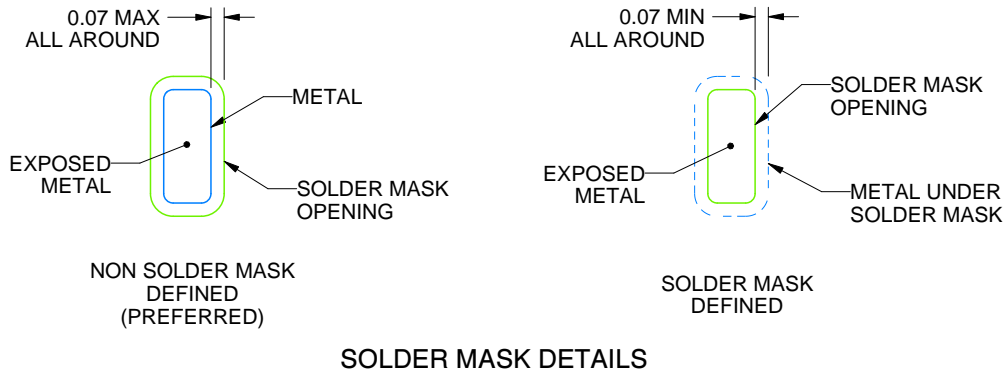 0.07 MAX
ALL AROUND
METAL
EXPOSED
METAL
SOLDER MASK
OPENING
NON SOLDER MASK
DEFINED
(PREFERRED)
0.07 MIN
ALL AROUND
SOLDER MASK
OPENING
EXPOSED
METAL
METAL UNDER
SOLDER MASK
SOLDER MASK
DEFINED
SOLDER MASK DETAILS